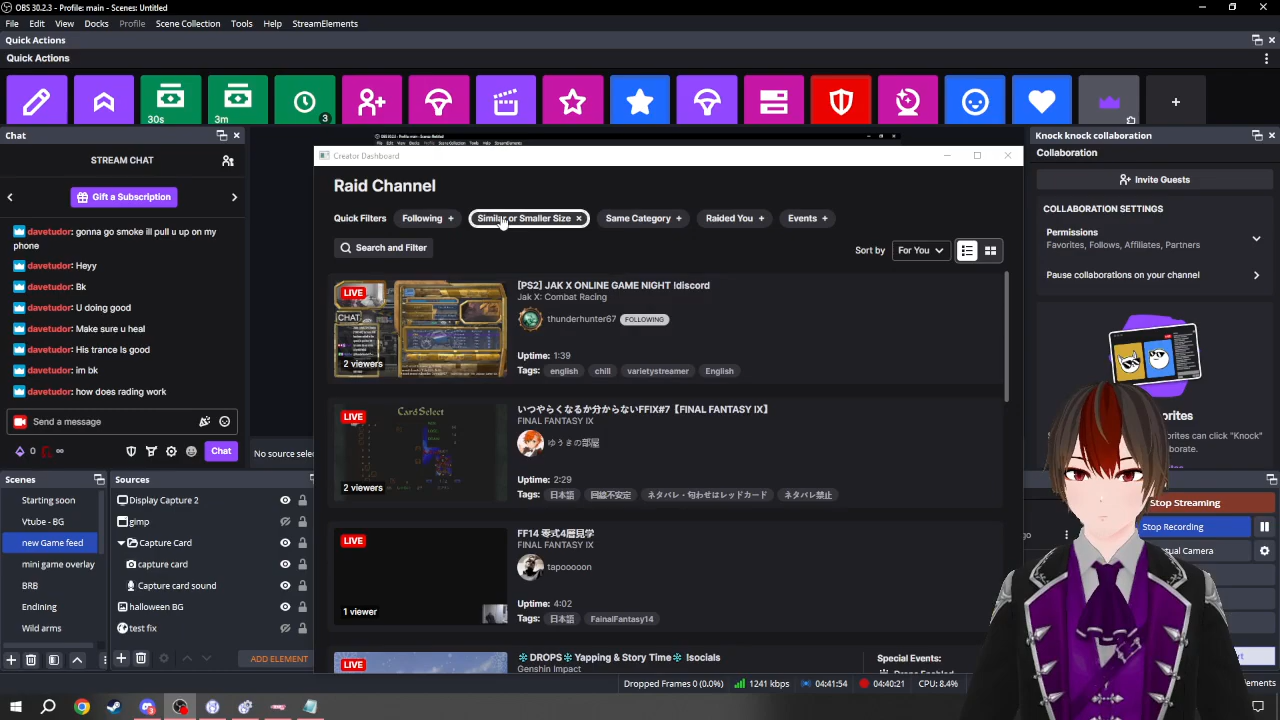 OBS 30.2.3 - Profile: main - Scenes: Untitled
File Edit View Docks Profile Scene Collection Tools Help StreamElements
Quick Actions
Quick Actions
30s 3m 3
Chat
STREAM CHAT
Gift a Subscription
davetudor: gonna go smoke ill pull u up on my
phone
davetudor: Heyy
davetudor: Bk
davetudor: U doing good
davetudor: Make sure u heal
davetudor: His trance Is good
davetudor: im bk
davetudor: how does rading work
Send a message
0 ∞ Chat
Creator Dashboard
Raid Channel
Quick Filters Following + Similar or Smaller Size × Same Category + Raided You + Events +
Search and Filter
Sort by For You
LIVE
CHAT
2 viewers
[PS2] JAK X ONLINE GAME NIGHT !discord
Jak X: Combat Racing
thunderhunter67 FOLLOWING
Uptime: 1:39
Tags: english chill varietystreamer English
LIVE
Card Select
2 viewers
いつやらくなるか分からないFFIX#7【FINAL FANTASY IX】
FINAL FANTASY IX
ゆうきの部屋
Uptime: 2:29
Tags: 日本語 回線不安定 ネタバレ・匂わせはレッドカード ネタバレ禁止
LIVE
1 viewer
FF14 零式4層見学
FINAL FANTASY IX
tapooooon
Uptime: 4:02
Tags: 日本語 FainalFantasy14
LIVE
❇DROPS❇ Yapping & Story Time❇ !socials
Genshin Impact
Special Events:
Knock knock collaboration
Collaboration
Invite Guests
COLLABORATION SETTINGS
Permissions
Favorites, Follows, Affiliates, Partners
Pause collaborations on your channel
can click "Knock"
No source selec
Scenes
Starting soon
Vtube - BG
new Game feed
mini game overlay
BRB
Endining
Wild arms
Sources
Display Capture 2
gimp
Capture Card
capture card
Capture card sound
halloween BG
test fix
ADD ELEMENT
Stop Streaming
Stop Recording
Dropped Frames 0 (0.0%) 1241 kbps 04:41:54 04:40:21 CPU: 8.4%